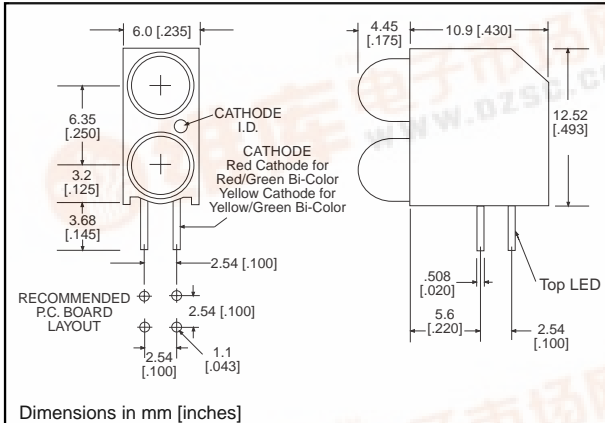 6.0 [.235]
4.45
[.175]
10.9 [.430]
6.35
[.250]
CATHODE
I.D.
12.52
[.493]
3.2
[.125]
CATHODE
Red Cathode for
Red/Green Bi-Color
Yellow Cathode for
Yellow/Green Bi-Color
3.68
[.145]
2.54 [.100]
.508
[.020]
Top LED
RECOMMENDED
P.C. BOARD
LAYOUT
2.54 [.100]
5.6
[.220]
2.54
[.100]
2.54
[.100]
1.1
[.043]
Dimensions in mm [inches]